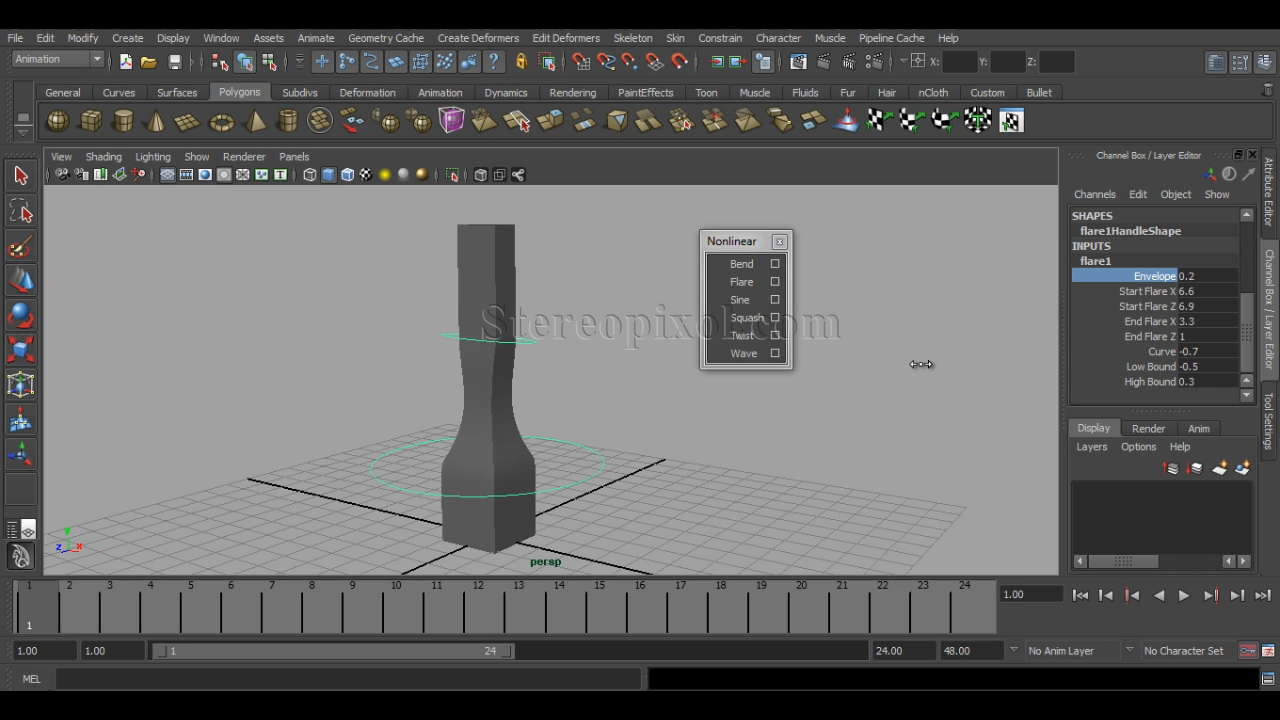 File Edit Modify Create Display Window Assets Animate Geometry Cache Create Deformers Edit Deformers Skeleton Skin Constrain Character Muscle Pipeline Cache Help
Animation X: Y: Z:
General Curves Surfaces Polygons Subdivs Deformation Animation Dynamics Rendering PaintEffects Toon Muscle Fluids Fur Hair nCloth Custom Bullet
View Shading Lighting Show Renderer Panels
Channel Box / Layer Editor
Channels Edit Object Show
SHAPES
flare1HandleShape
INPUTS
flare1
Envelope 0.2
Start Flare X 6.6
Start Flare Z 6.9
End Flare X 3.3
End Flare Z 1
Curve -0.7
Low Bound -0.5
High Bound 0.3
Display Render Anim
Layers Options Help
Attribute Editor
Channel Box / Layer Editor
Tool Settings
Nonlinear
Bend
Flare
Sine
Squash
Twist
Wave
Stereopixol.com
y
z x
persp
1 2 3 4 5 6 7 8 9 10 11 12 13 14 15 16 17 18 19 20 21 22 23 24
1
1.00
1.00 1.00 1 24 24.00 48.00 No Anim Layer No Character Set
MEL